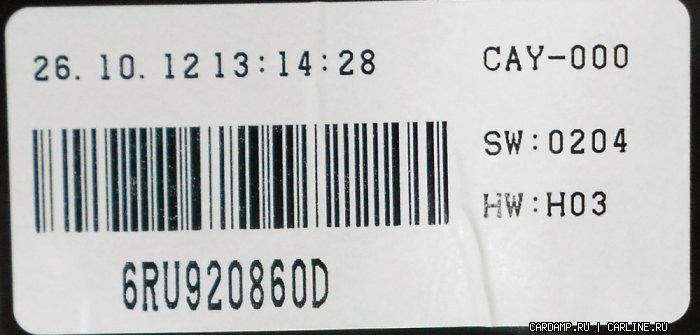 26. 10. 12 13:14:28
CAY-000
SW:0204
HW:H03
6RU920860D
CARDAMP.RU | CARLINE.RU